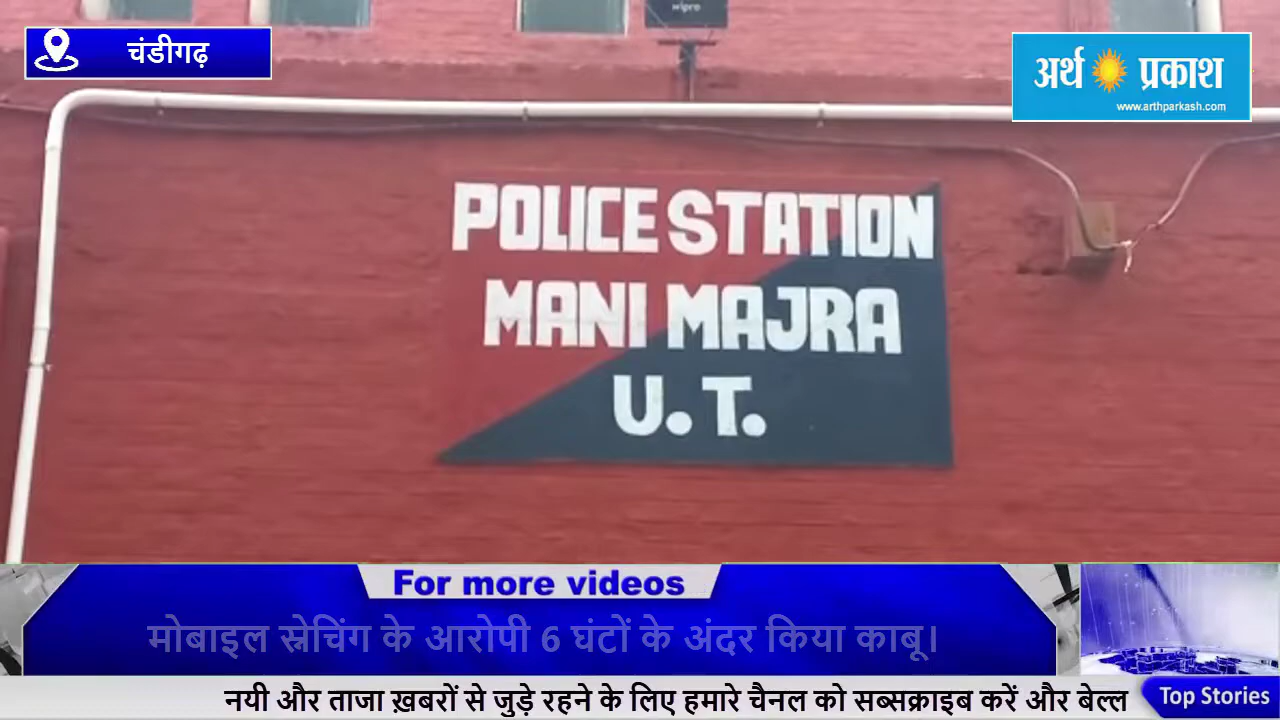 wipro
चंडीगढ़
अर्थ प्रकाश
www.arthparkash.com
POLICE STATION
MANI MAJRA
U. T.
For more videos
मोबाइल स्नेचिंग के आरोपी 6 घंटों के अंदर किया काबू।
नयी और ताजा ख़बरों से जुड़े रहने के लिए हमारे चैनल को सब्सक्राइब करें और बेल्ल
Top Stories